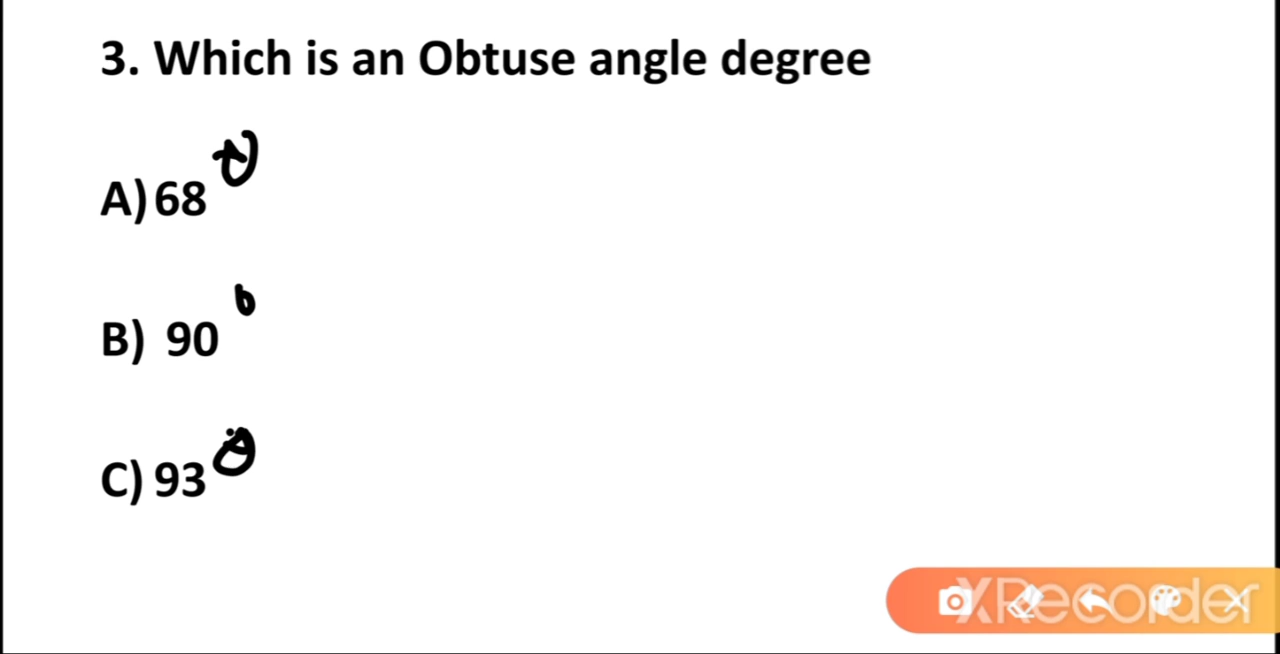 3. Which is an Obtuse angle degree
A) 68°
B) 90°
C) 93°
XRecorder